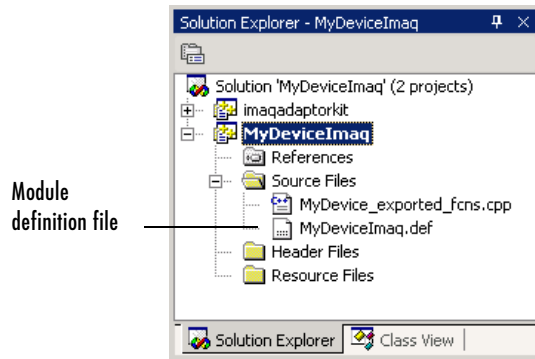 Solution Explorer - MyDeviceImaq
Solution 'MyDeviceImaq' (2 projects)
imaqadaptorkit
MyDeviceImaq
References
Source Files
MyDevice_exported_fcns.cpp
MyDeviceImaq.def
Header Files
Resource Files
Module
definition file
Solution Explorer
Class View